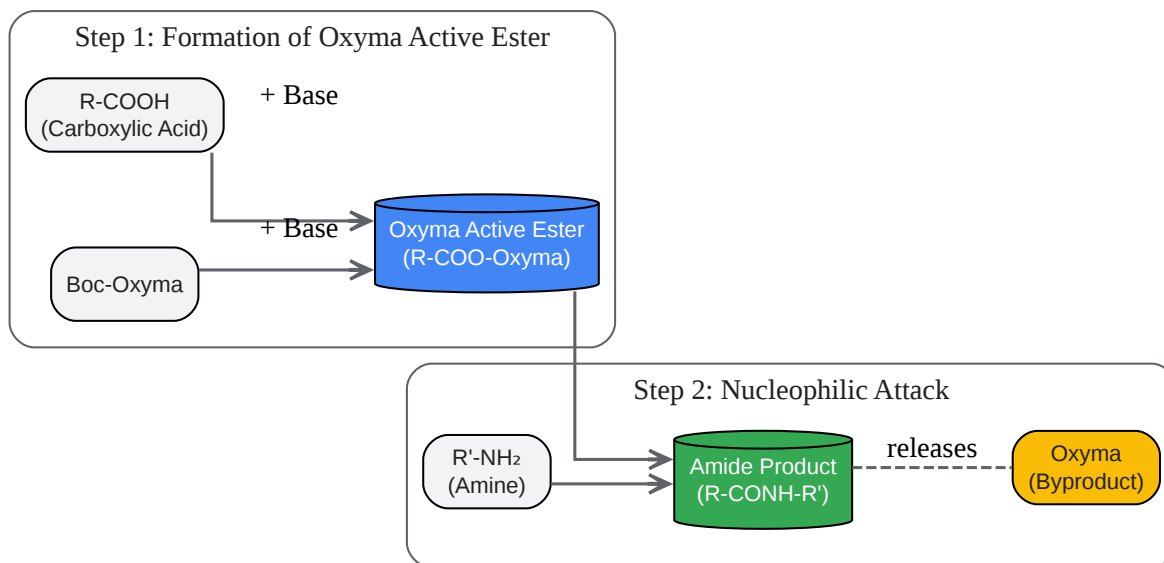 Step 1: Formation of Oxyma Active Ester
R-COOH
(Carboxylic Acid)
+ Base
+ Base
Oxyma Active Ester
(R-COO-Oxyma)
Boc-Oxyma
Step 2: Nucleophilic Attack
R'-NH₂
(Amine)
Amide Product
(R-CONH-R')
releases
Oxyma
(Byproduct)